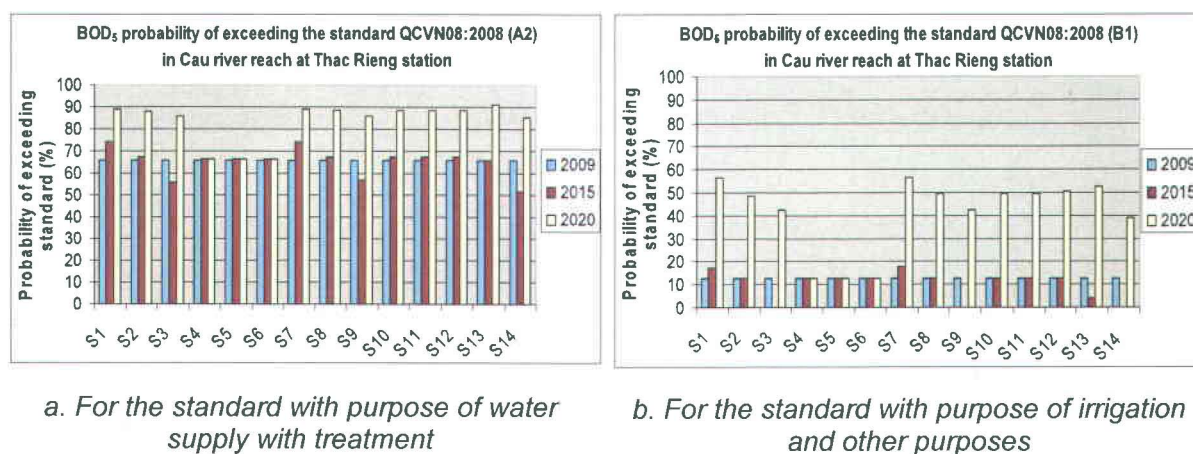 BOD₅ probability of exceeding the standard QCVN08:2008 (A2)
in Cau river reach at Thac Rieng station
Probability of exceeding
standard (%)
100
90
80
70
60
50
40
30
20
10
0
S1 S2 S3 S4 S5 S6 S7 S8 S9 S10 S11 S12 S13 S14
2009
2015
2020
a. For the standard with purpose of water
supply with treatment
BOD₅ probability of exceeding the standard QCVN08:2008 (B1)
in Cau river reach at Thac Rieng station
Probability of exceeding
standard (%)
100
90
80
70
60
50
40
30
20
10
0
S1 S2 S3 S4 S5 S6 S7 S8 S9 S10 S11 S12 S13 S14
2009
2015
2020
b. For the standard with purpose of irrigation
and other purposes